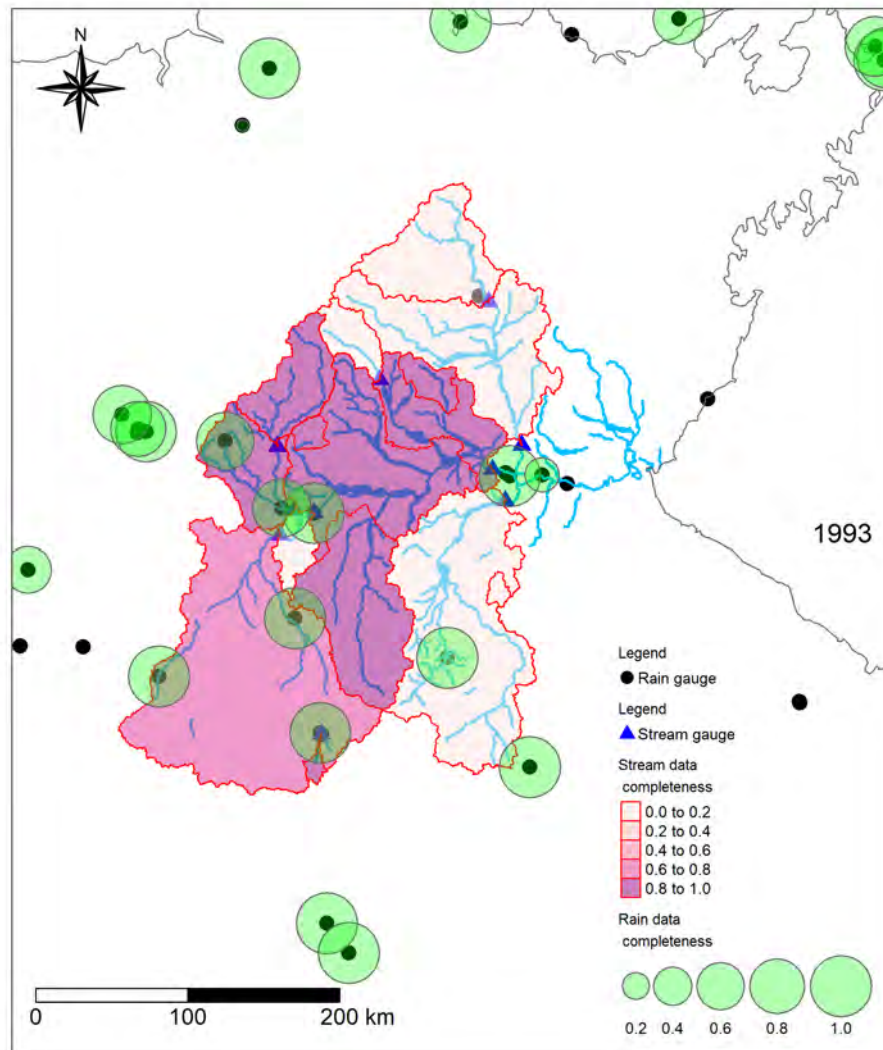 N
1993
Legend
Rain gauge
Legend
Stream gauge
Stream data
completeness
0.0 to 0.2
0.2 to 0.4
0.4 to 0.6
0.6 to 0.8
0.8 to 1.0
Rain data
completeness
0.2 0.4 0.6 0.8 1.0
0 100 200 km